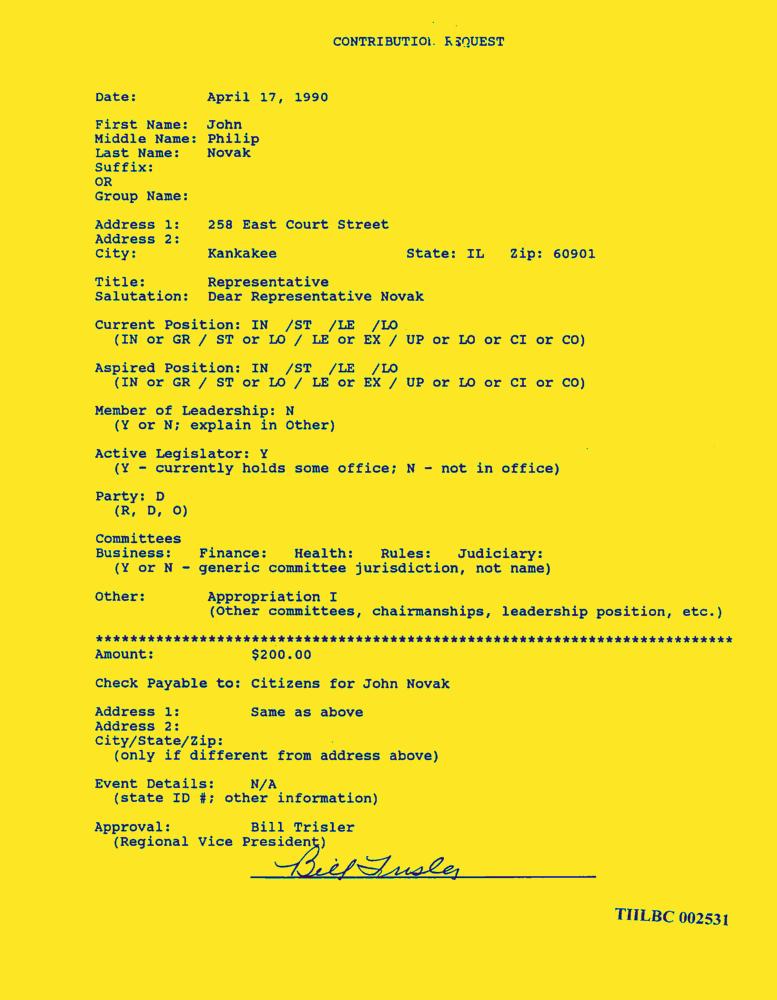 CONTRIBUTION REQUEST
Date: April 17, 1990
First Name: John
Middle Name: Philip
Last Name: Novak
Suffix:
OR
Group Name:
Address 1: 258 East Court Street
Address 2:
City: Kankakee State: IL Zip: 60901
Title: Representative
Salutation: Dear Representative Novak
Current Position: IN /ST /LE /LO
(IN or GR / ST or LO / LE or EX / UP or LO or CI or CO)
Aspired Position: IN /ST /LE /LO
(IN or GR / ST or LO / LE or EX / UP or LO or CI or CO)
Member of Leadership: N
(Y or N; explain in Other)
Active Legislator: Y
(Y - currently holds some office; N - not in office)
Party: D
(R, D, O)
Committees
Business: Finance: Health: Rules: Judiciary:
(Y or N - generic committee jurisdiction, not name)
Other: Appropriation I
(Other committees, chairmanships, leadership position, etc.)
**************************************************************************
Amount: $200.00
Check Payable to: Citizens for John Novak
Address 1: Same as above
Address 2:
City/State/Zip:
(only if different from address above)
Event Details: N/A
(state ID #; other information)
Approval: Bill Trisler
(Regional Vice President)
Bill Trisler
TIILBC 002531